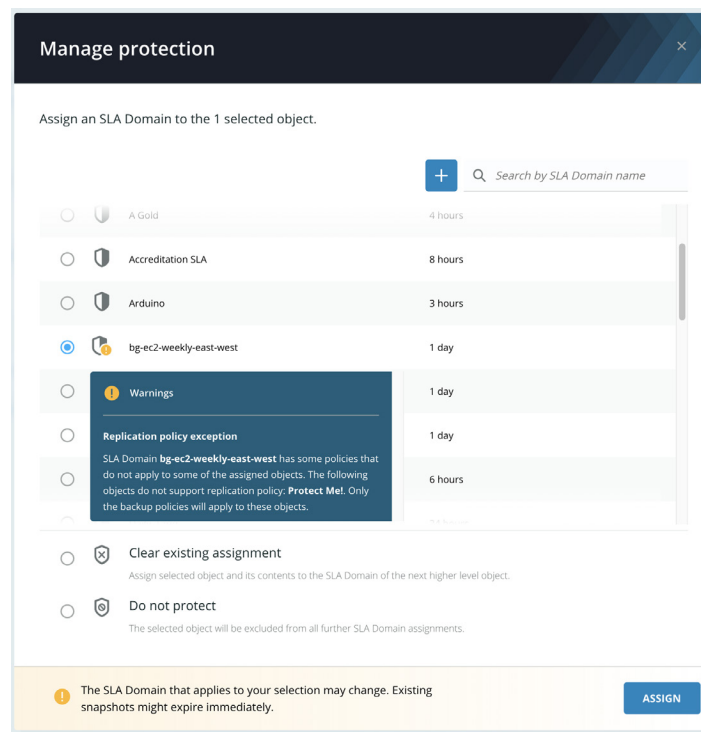 Manage protection
Assign an SLA Domain to the 1 selected object.
Search by SLA Domain name
A Gold 4 hours
Accreditation SLA 8 hours
Arduino 3 hours
bg-ec2-weekly-east-west 1 day
Warnings 1 day
Replication policy exception 1 day
SLA Domain bg-ec2-weekly-east-west has some policies that
do not apply to some of the assigned objects. The following
objects do not support replication policy: Protect Me!. Only
the backup policies will apply to these objects.
6 hours
Clear existing assignment
Assign selected object and its contents to the SLA Domain of the next higher level object.
Do not protect
The selected object will be excluded from all further SLA Domain assignments.
The SLA Domain that applies to your selection may change. Existing
snapshots might expire immediately.
ASSIGN